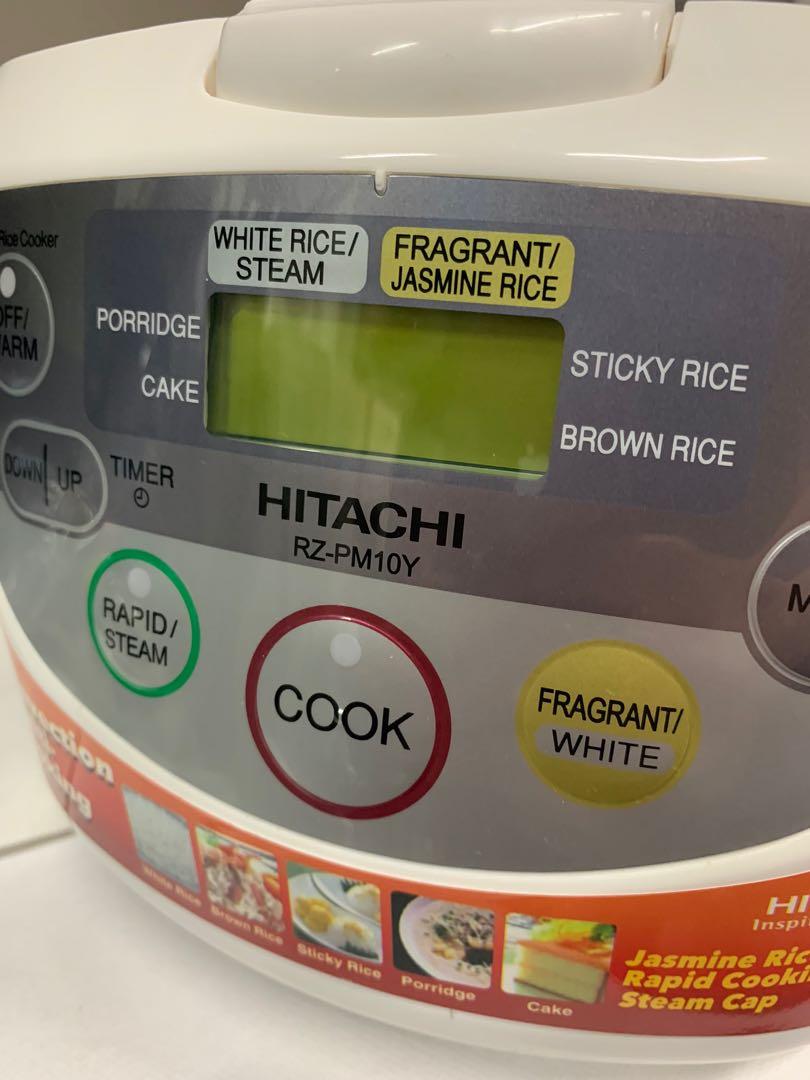 Rice Cooker
WHITE RICE/
STEAM
FRAGRANT/
JASMINE RICE
PORRIDGE
CAKE
STICKY RICE
BROWN RICE
OFF/
WARM
DOWN UP
TIMER
HITACHI
RZ-PM10Y
M
RAPID/
STEAM
COOK
FRAGRANT/
WHITE
White Rice
Brown Rice
Sticky Rice
Porridge
Cake
HI
Inspi
Jasmine Ric
Rapid Cooki
Steam Cap